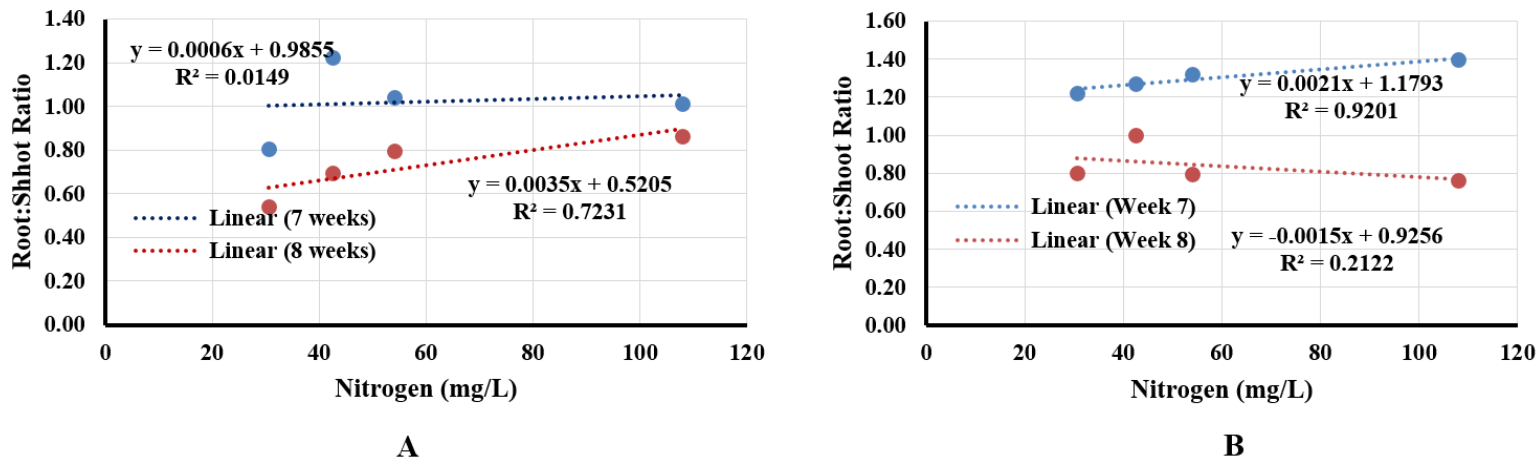 1.40
1.20
1.00
0.80
0.60
0.40
0.20
0.00
Root:Shhot Ratio
y = 0.0006x + 0.9855
R² = 0.0149
y = 0.0035x + 0.5205
R² = 0.7231
Linear (7 weeks)
Linear (8 weeks)
0 20 40 60 80 100 120
Nitrogen (mg/L)
A
1.60
1.40
1.20
1.00
0.80
0.60
0.40
0.20
0.00
Root:Shoot Ratio
y = 0.0021x + 1.1793
R² = 0.9201
Linear (Week 7)
Linear (Week 8)
y = -0.0015x + 0.9256
R² = 0.2122
0 20 40 60 80 100 120
Nitrogen (mg/L)
B